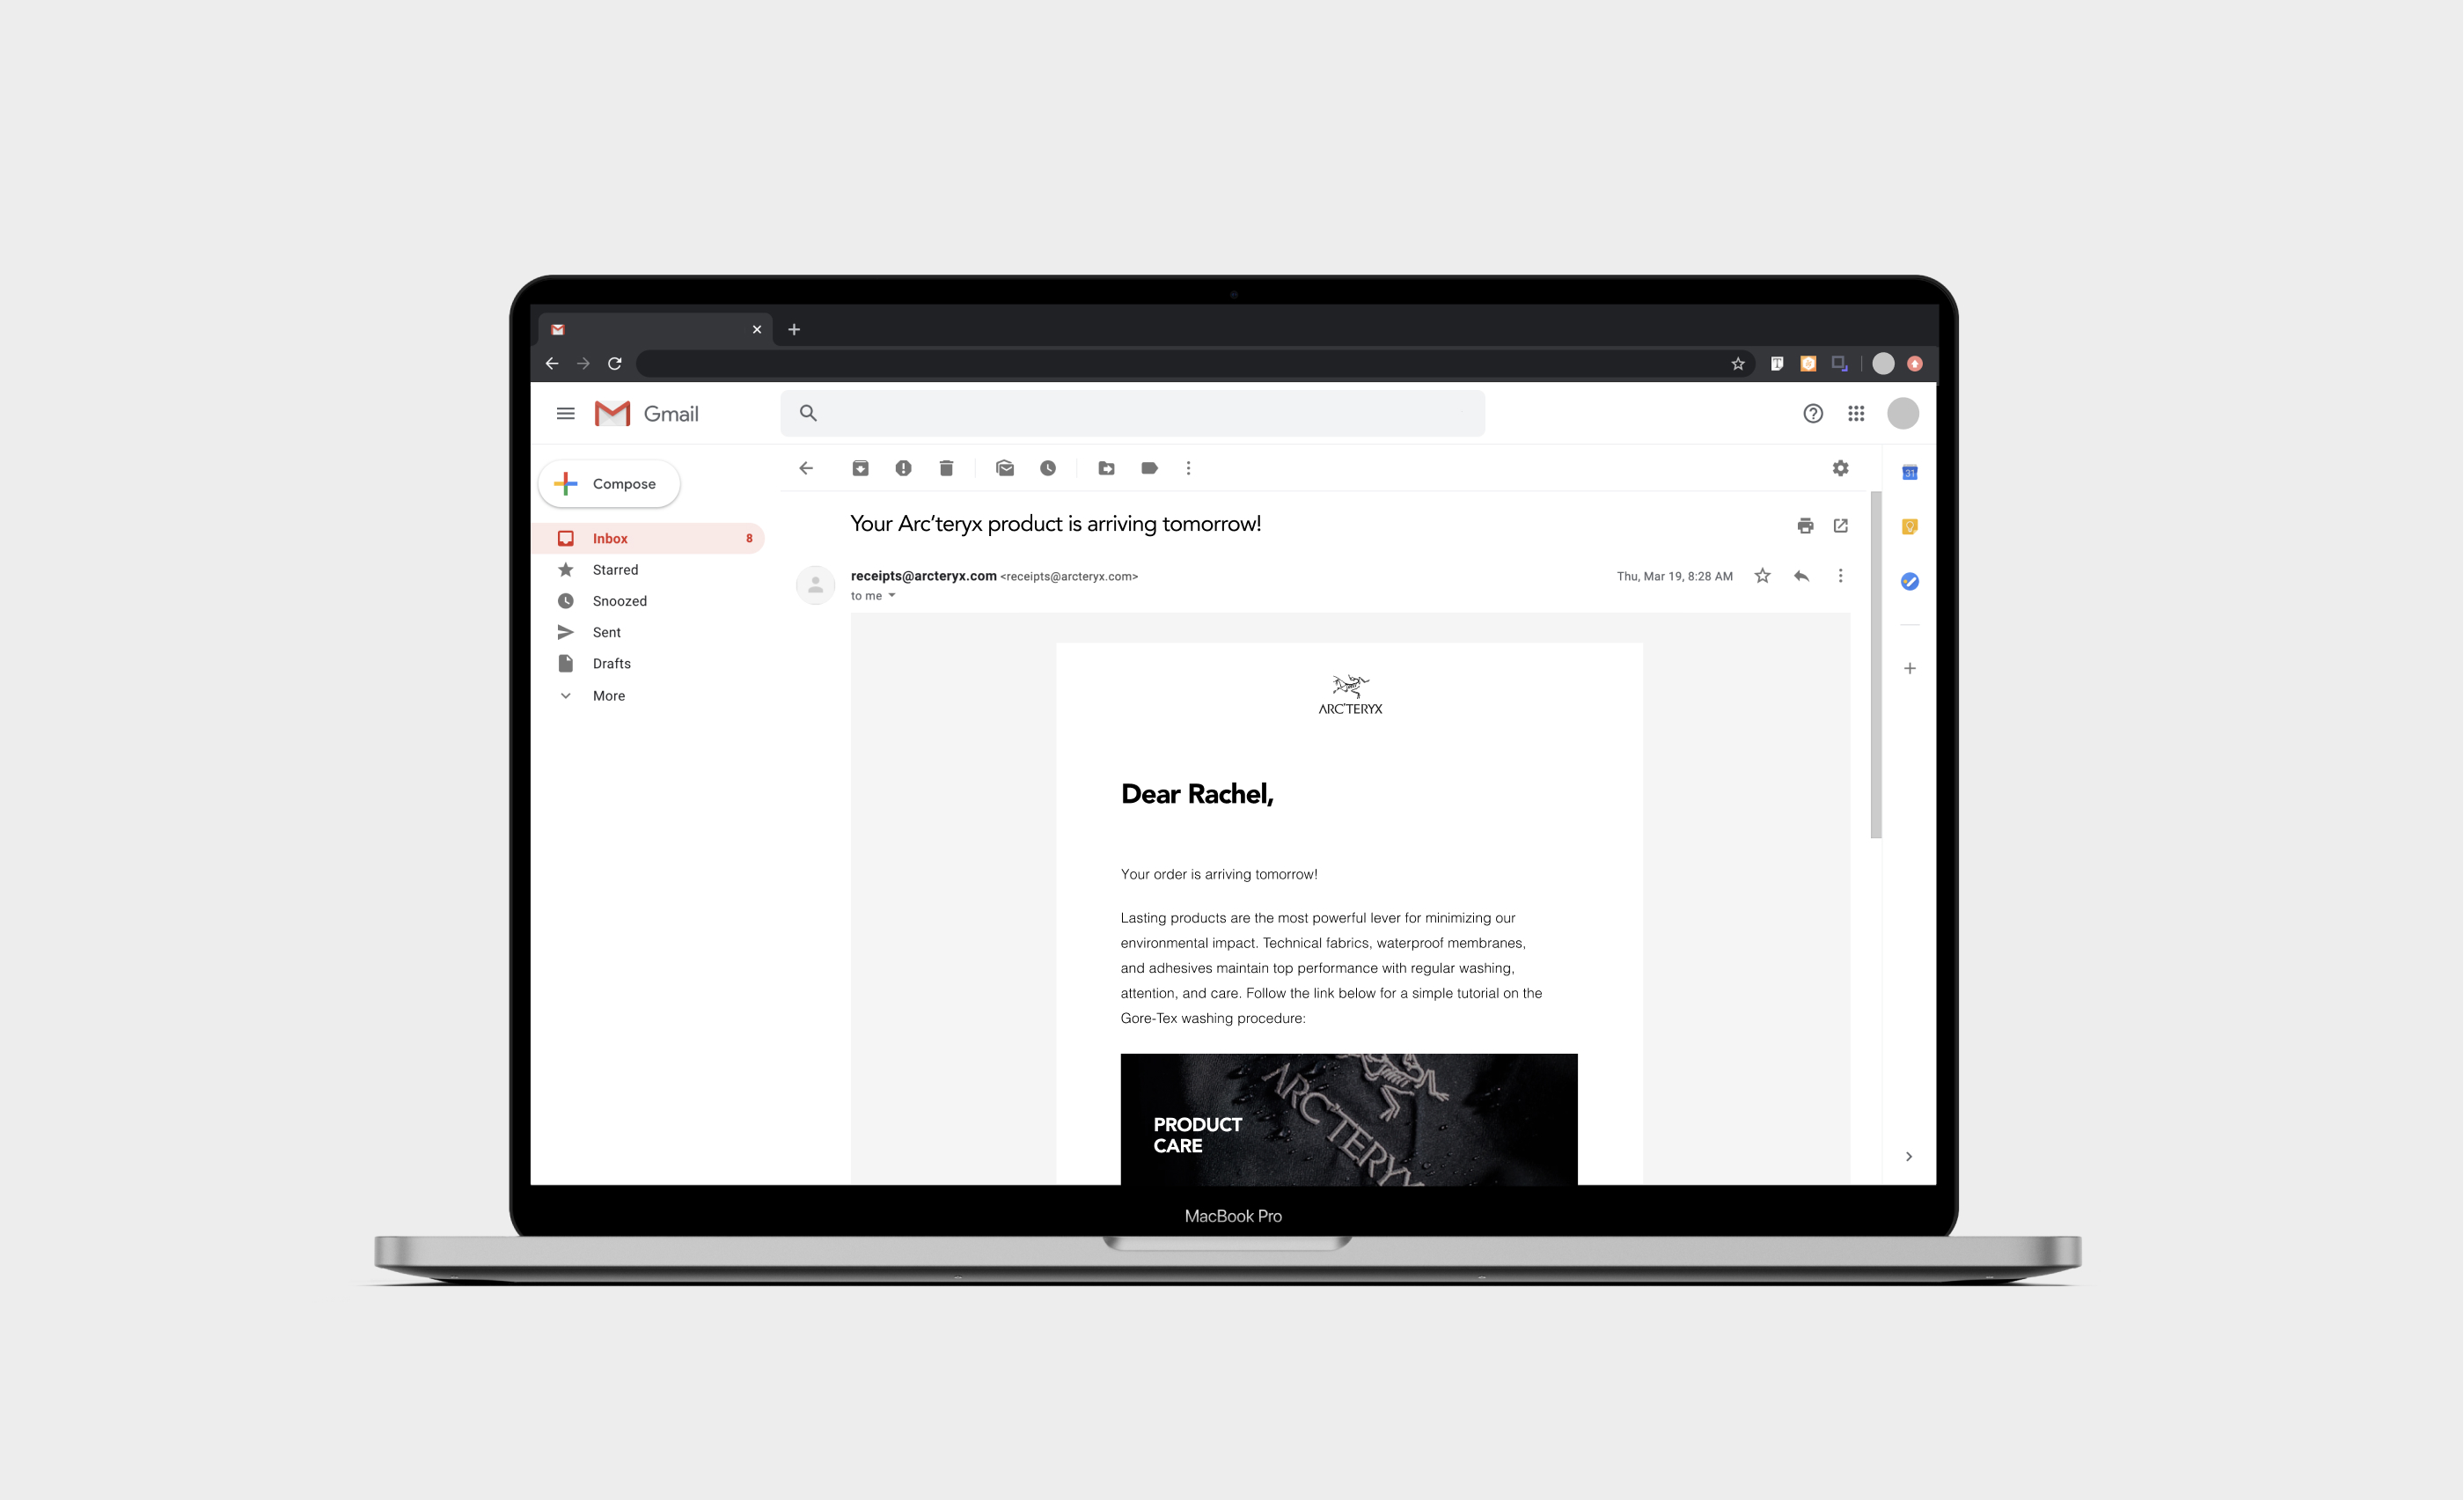 Gmail
Compose
Inbox 8
Starred
Snoozed
Sent
Drafts
More
31
Your Arc'teryx product is arriving tomorrow!
receipts@arcteryx.com <receipts@arcteryx.com>
Thu, Mar 19, 8:28 AM
to me
ARC'TERYX
Dear Rachel,
Your order is arriving tomorrow!
Lasting products are the most powerful lever for minimizing our
environmental impact. Technical fabrics, waterproof membranes,
and adhesives maintain top performance with regular washing,
attention, and care. Follow the link below for a simple tutorial on the
Gore-Tex washing procedure:
PRODUCT
CARE
ARC'TERYX
MacBook Pro